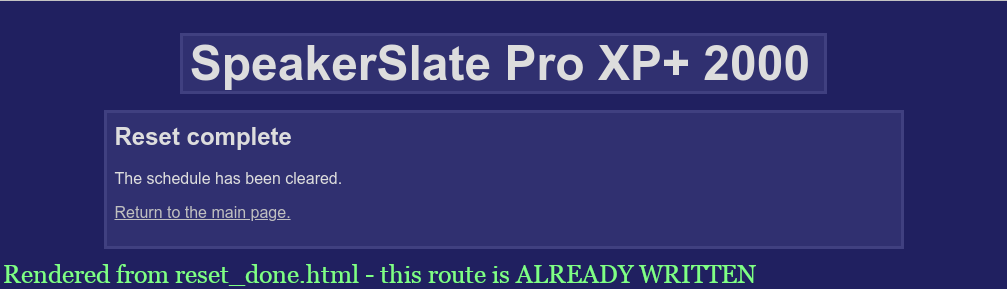 SpeakerSlate Pro XP+ 2000
Reset complete
The schedule has been cleared.
Return to the main page.
Rendered from reset_done.html - this route is ALREADY WRITTEN